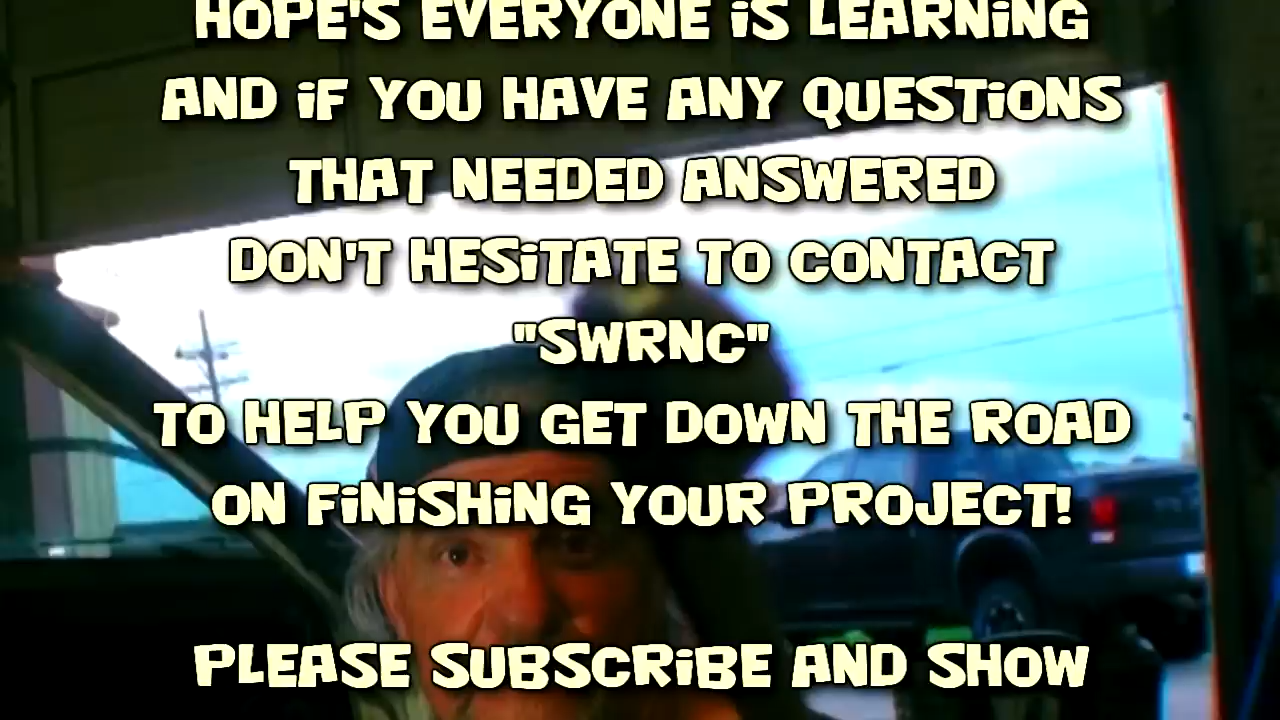 HOPE'S EVERYONE iS LEARNiNG
AND iF YOU HAVE ANY QUESTiONS
THAT NEEDED ANSWERED
DON'T HESiTATE TO CONTACT
"SWRNC"
TO HELP YOU GET DOWN THE ROAD
ON FiNiSHiNG YOUR PROJECT!
PLEASE SUBSCRiBE AND SHOW